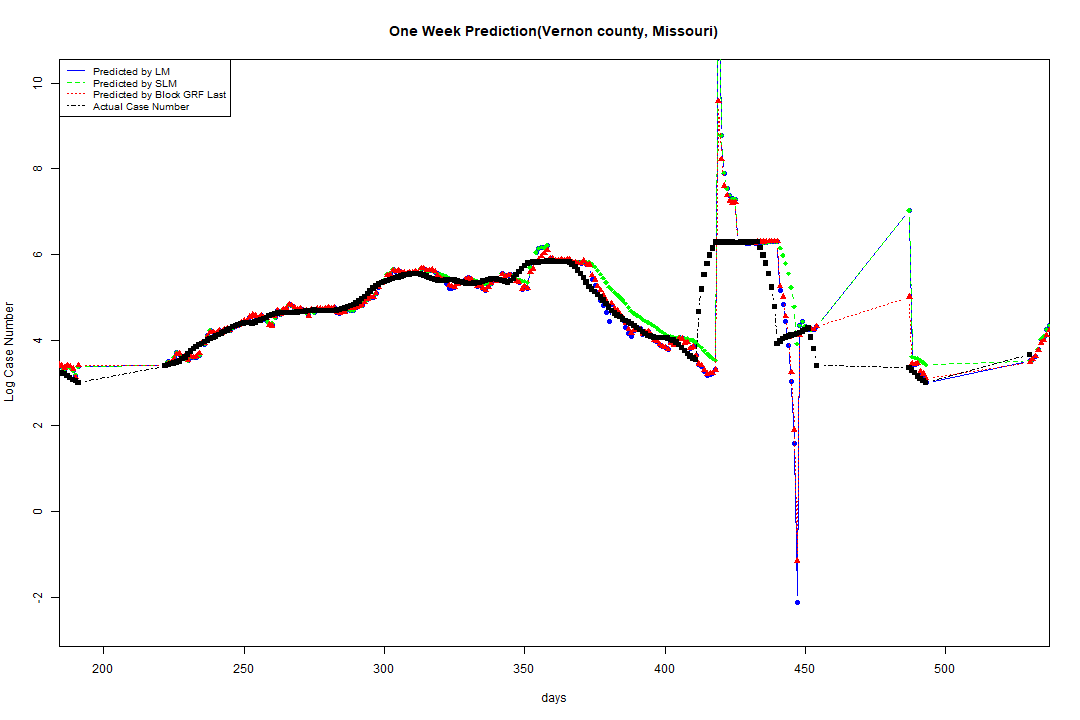 One Week Prediction(Vernon county, Missouri)
Predicted by LM
Predicted by SLM
Predicted by Block GRF Last
Actual Case Number
Log Case Number
10
8
6
4
2
0
-2
200 250 300 350 400 450 500
days